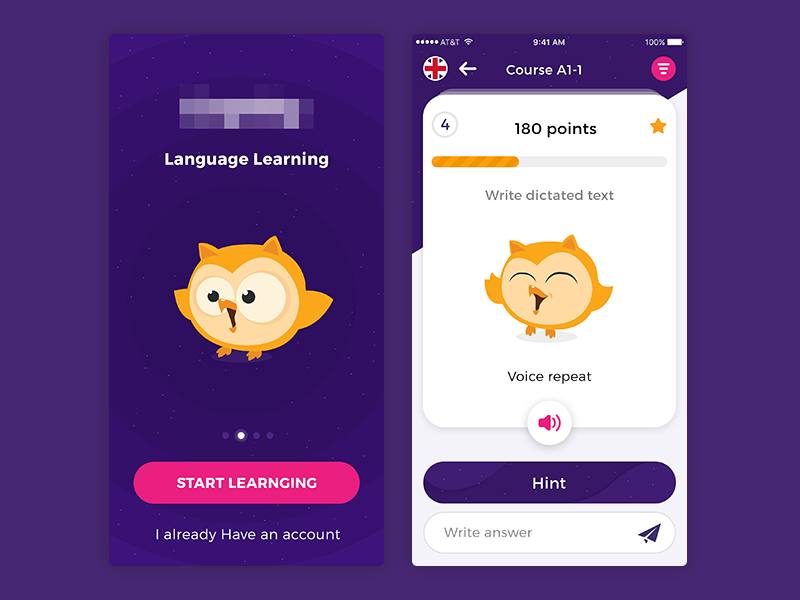 Language Learning
START LEARNGING
I already Have an account
AT&T 9:41 AM 100%
Course A1-1
4
180 points
Write dictated text
Voice repeat
Hint
Write answer